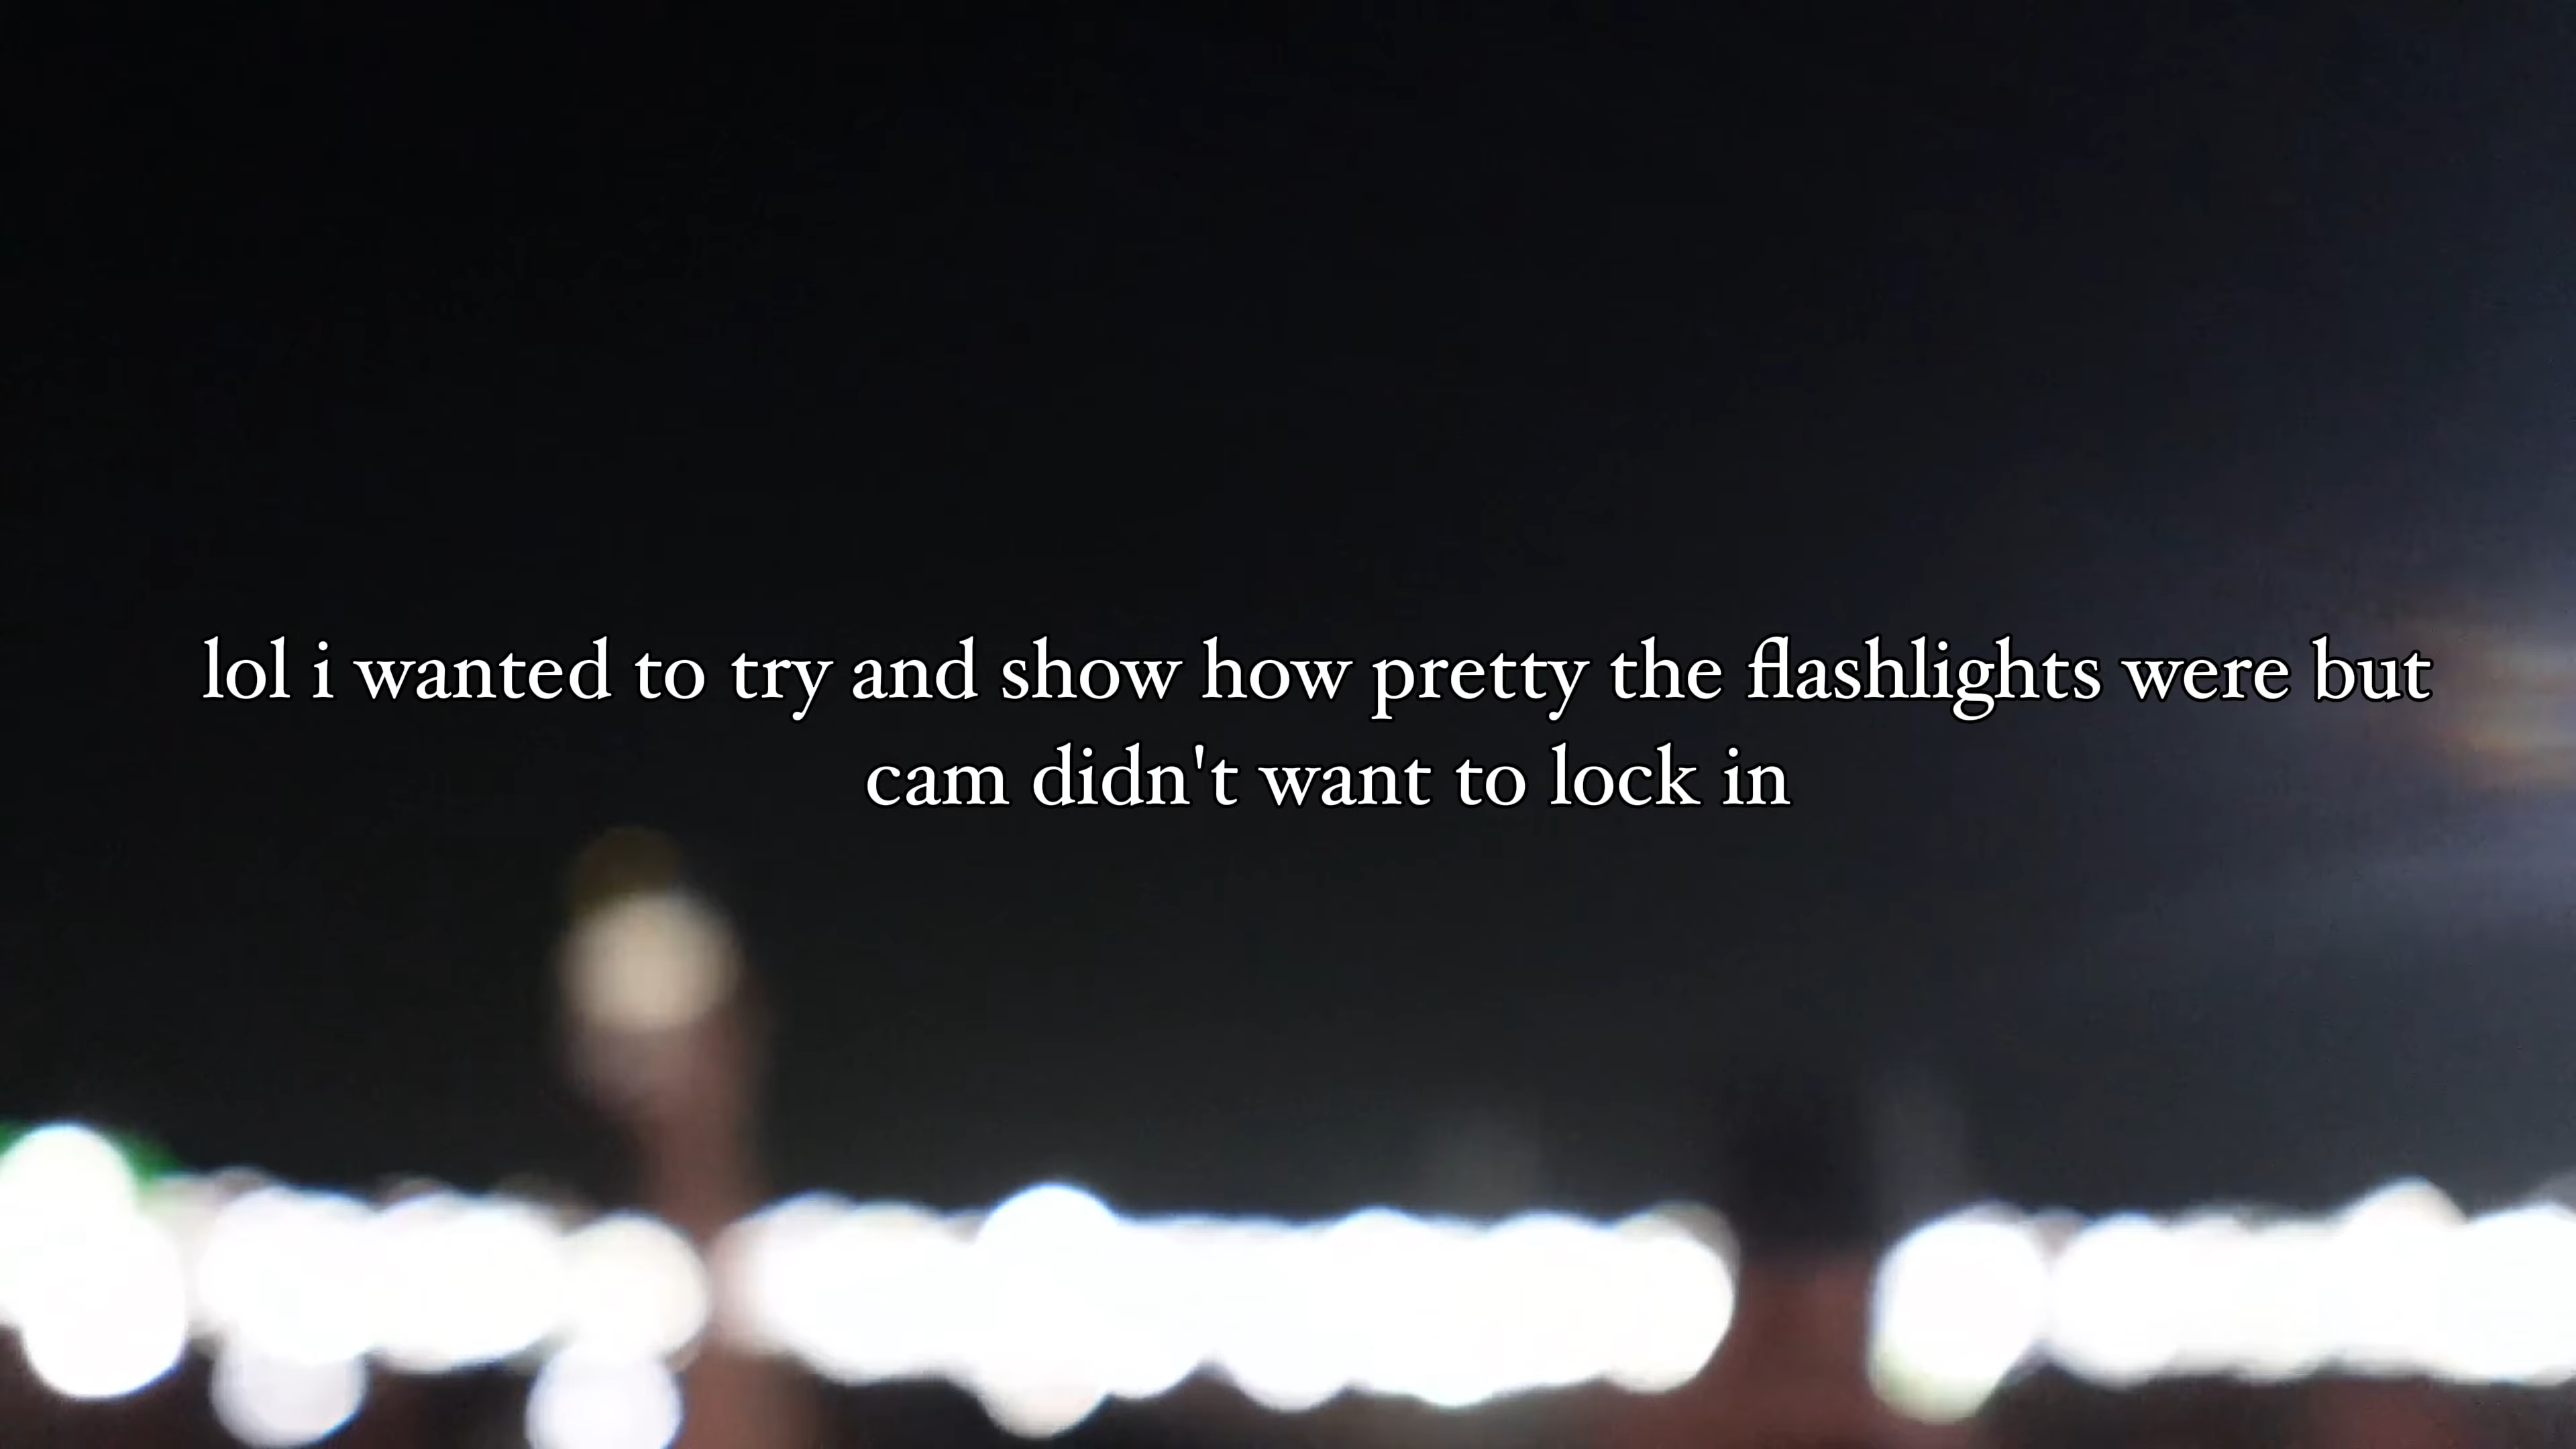 lol i wanted to try and show how pretty the flashlights were but
cam didn't want to lock in